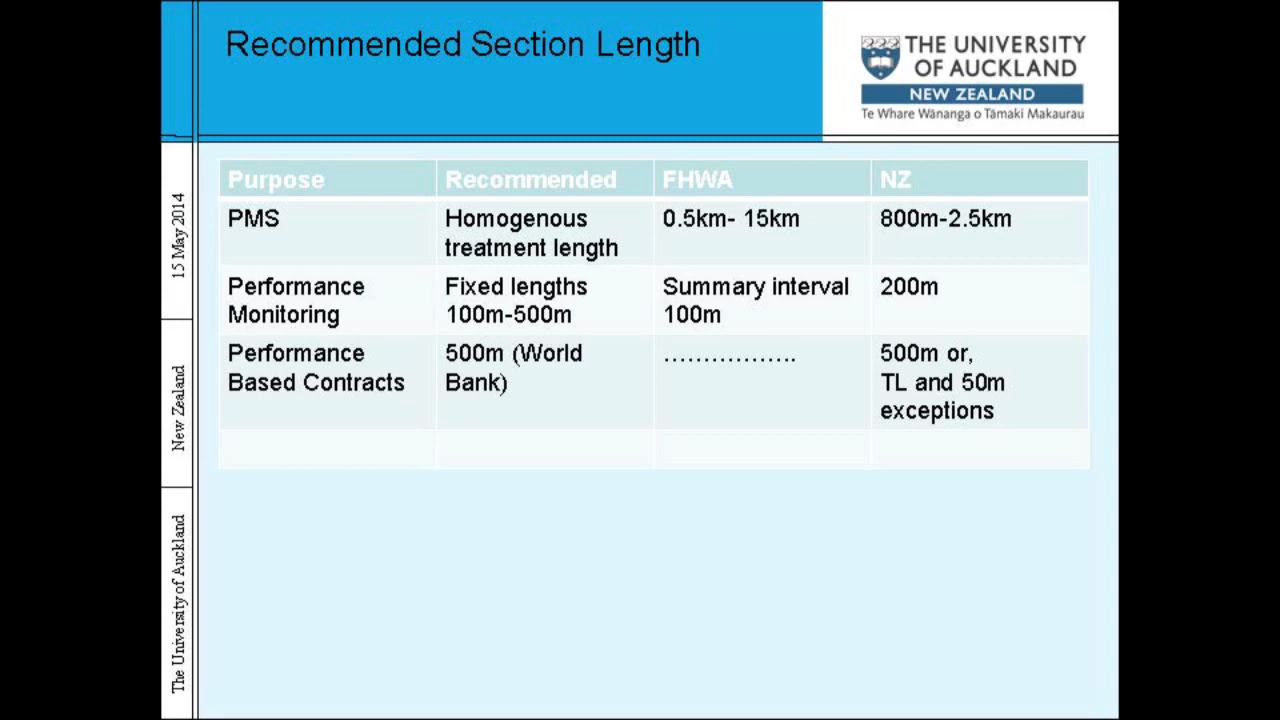 Recommended Section Length
THE UNIVERSITY
OF AUCKLAND
NEW ZEALAND
Te Whare Wānanga o Tāmaki Makaurau
15 May 2014
New Zealand
The University of Auckland
Purpose Recommended FHWA NZ
PMS Homogenous 0.5km- 15km 800m-2.5km
treatment length
Performance Fixed lengths Summary interval 200m
Monitoring 100m-500m 100m
Performance 500m (World ................. 500m or,
Based Contracts Bank) TL and 50m
exceptions